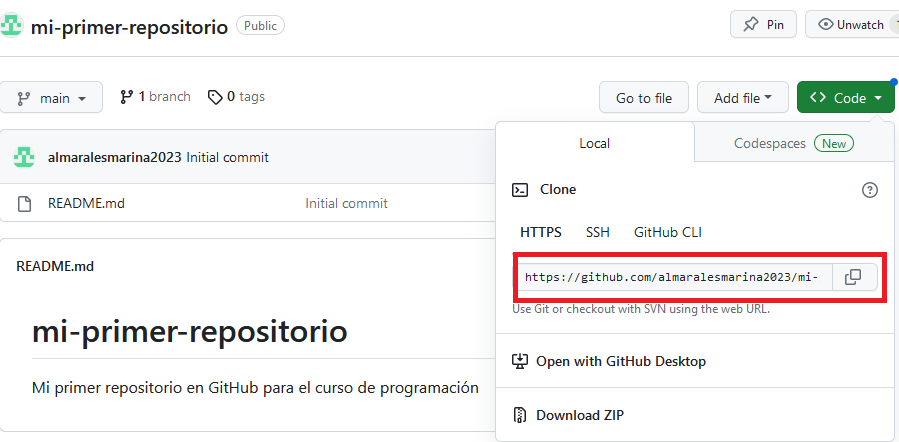 mi-primer-repositorio Public Pin Unwatch
main 1 branch 0 tags Go to file Add file Code
almaralesmarina2023 Initial commit
README.md Initial commit
README.md
mi-primer-repositorio
Mi primer repositorio en GitHub para el curso de programación
Local Codespaces New
Clone
HTTPS SSH GitHub CLI
https://github.com/almaralesmarina2023/mi-
Use Git or checkout with SVN using the web URL.
Open with GitHub Desktop
Download ZIP